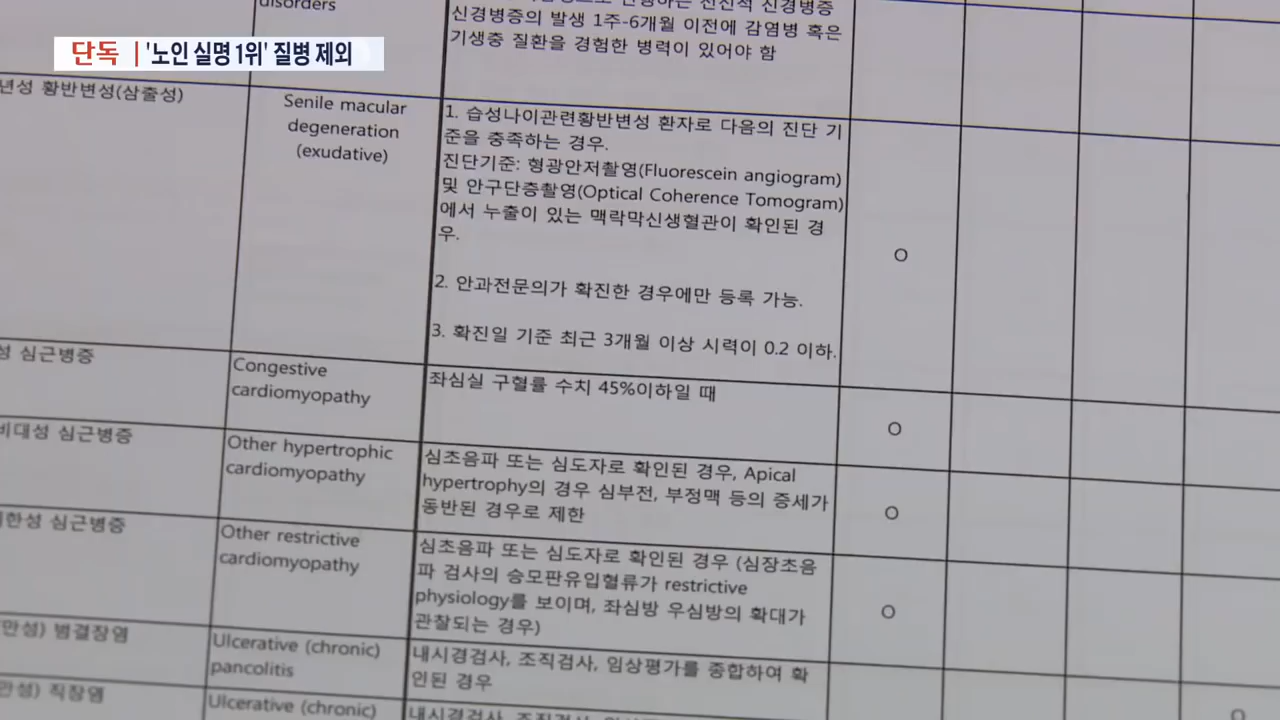 단독 | '노인 실명 1위' 질병 제외
disorders
신경병증의 발생 1주-6개월 이전에 감염병 혹은
기생충 질환을 경험한 병력이 있어야 함
년성 황반변성(삼출성)
Senile macular
degeneration
(exudative)
1. 습성나이관련황반변성 환자로 다음의 진단 기
준을 충족하는 경우.
진단기준: 형광안저촬영(Fluorescein angiogram)
및 안구단층촬영(Optical Coherence Tomogram)
에서 누출이 있는 맥락막신생혈관이 확인된 경
우.
2. 안과전문의가 확진한 경우에만 등록 가능.
3. 확진일 기준 최근 3개월 이상 시력이 0.2 이하.
O
성 심근병증
Congestive
cardiomyopathy
좌심실 구혈률 수치 45%이하일 때
O
비대성 심근병증
Other hypertrophic
cardiomyopathy
심초음파 또는 심도자로 확인된 경우, Apical
hypertrophy의 경우 심부전, 부정맥 등의 증세가
동반된 경우로 제한
O
한성 심근병증
Other restrictive
cardiomyopathy
심초음파 또는 심도자로 확인된 경우 (심장초음
파 검사의 승모판유입혈류가 restrictive
physiology를 보이며, 좌심방 우심방의 확대가
관찰되는 경우)
O
만성) 범결장염
Ulcerative (chronic)
pancolitis
내시경검사, 조직검사, 임상평가를 종합하여 확
인된 경우
만성) 직장염
Ulcerative (chronic)
내시경검사, 조직검사,
O